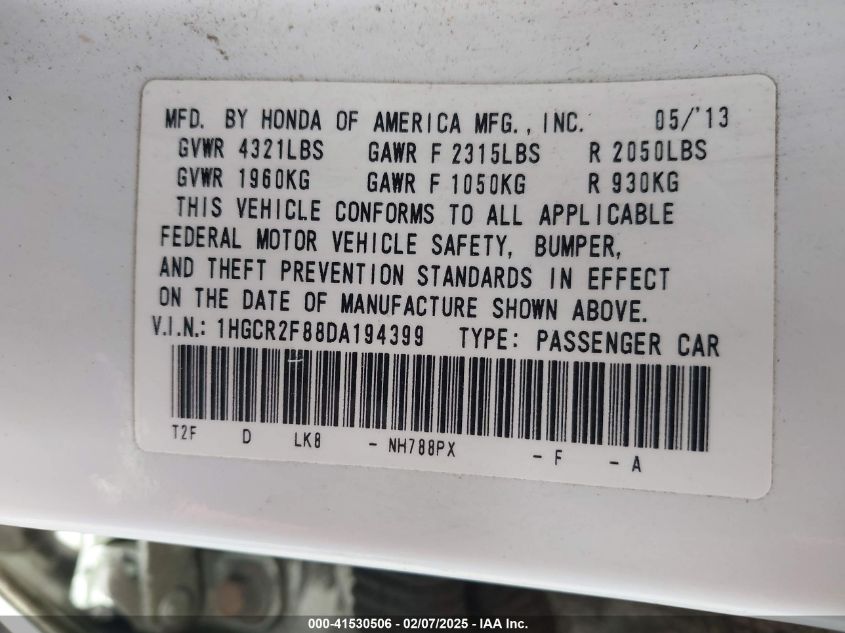 MFD. BY HONDA OF AMERICA MFG., INC. 05/'13
GVWR 4321LBS GAWR F 2315LBS R 2050LBS
GVWR 1960KG GAWR F 1050KG R 930KG
THIS VEHICLE CONFORMS TO ALL APPLICABLE
FEDERAL MOTOR VEHICLE SAFETY, BUMPER,
AND THEFT PREVENTION STANDARDS IN EFFECT
ON THE DATE OF MANUFACTURE SHOWN ABOVE.
V.I.N.: 1HGCR2F88DA194399 TYPE: PASSENGER CAR
T2F D LK8 - NH788PX - F - A
000-41530506 - 02/07/2025 - IAA Inc.